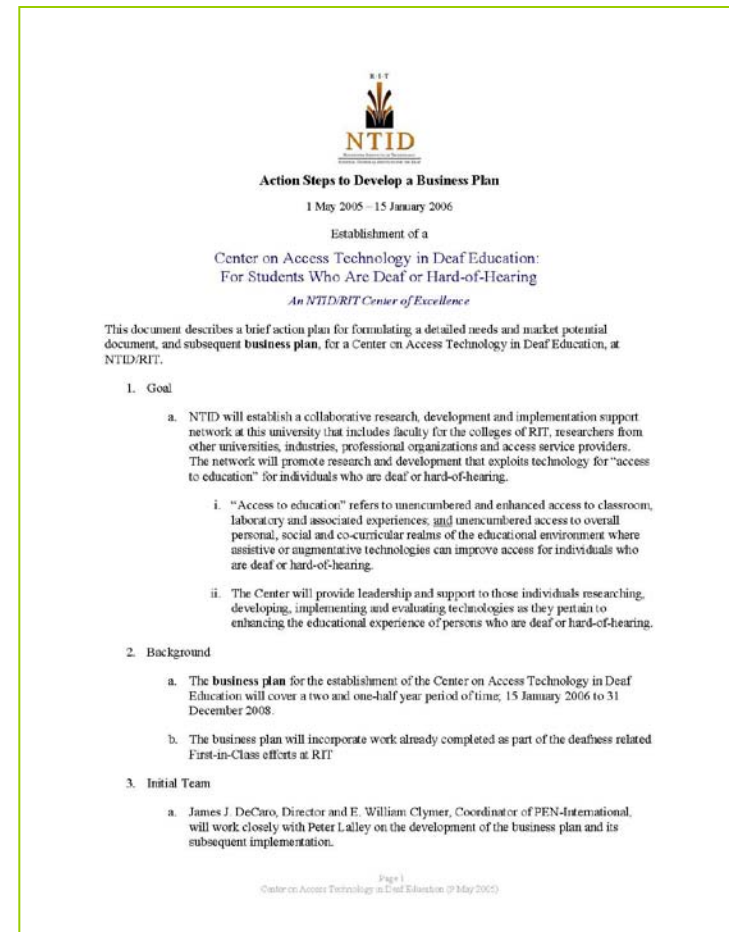 R·I·T
NTID
Action Steps to Develop a Business Plan
1 May 2005 – 15 January 2006
Establishment of a
Center on Access Technology in Deaf Education:
For Students Who Are Deaf or Hard-of-Hearing
An NTID/RIT Center of Excellence
This document describes a brief action plan for formulating a detailed needs and market potential
document, and subsequent business plan, for a Center on Access Technology in Deaf Education, at
NTID/RIT.
1. Goal
a. NTID will establish a collaborative research, development and implementation support
network at this university that includes faculty for the colleges of RIT, researchers from
other universities, industries, professional organizations and access service providers.
The network will promote research and development that exploits technology for “access
to education” for individuals who are deaf or hard-of-hearing.
i. “Access to education” refers to unencumbered and enhanced access to classroom,
laboratory and associated experiences; and unencumbered access to overall
personal, social and co-curricular realms of the educational environment where
assistive or augmentative technologies can improve access for individuals who
are deaf or hard-of-hearing.
ii. The Center will provide leadership and support to those individuals researching,
developing, implementing and evaluating technologies as they pertain to
enhancing the educational experience of persons who are deaf or hard-of-hearing.
2. Background
a. The business plan for the establishment of the Center on Access Technology in Deaf
Education will cover a two and one-half year period of time; 15 January 2006 to 31
December 2008.
b. The business plan will incorporate work already completed as part of the deafness related
First-in-Class efforts at RIT
3. Initial Team
a. James J. DeCaro, Director and E. William Clymer, Coordinator of PEN-International,
will work closely with Peter Lalley on the development of the business plan and its
subsequent implementation.
Page 1
Center on Access Technology in Deaf Education (9 May 2005)